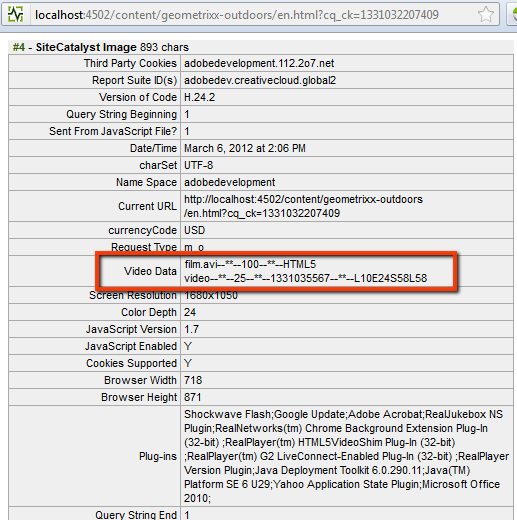 localhost:4502/content/geometrixx-outdoors/en.html?cq_ck=1331032207409
#4 - SiteCatalyst Image 893 chars
Third Party Cookies adobedevelopment.112.2o7.net
Report Suite ID(s) adobedev.creativecloud.global2
Version of Code H.24.2
Query String Beginning 1
Sent From JavaScript File? 1
Date/Time March 6, 2012 at 2:06 PM
charSet UTF-8
Name Space adobedevelopment
Current URL http://localhost:4502/content/geometrixx-outdoors
/en.html?cq_ck=1331032207409
currencyCode USD
Request Type m_o
Video Data film.avi--**--100--**--HTML5
video--**--25--**--1331035567--**--L10E24S58L58
Screen Resolution 1680x1050
Color Depth 24
JavaScript Version 1.7
JavaScript Enabled Y
Cookies Supported Y
Browser Width 718
Browser Height 871
Plug-ins Shockwave Flash;Google Update;Adobe Acrobat;RealJukebox NS
Plugin;RealNetworks(tm) Chrome Background Extension Plug-In
(32-bit) ;RealPlayer(tm) HTML5VideoShim Plug-In (32-bit)
;RealPlayer(tm) G2 LiveConnect-Enabled Plug-In (32-bit) ;RealPlayer
Version Plugin;Java Deployment Toolkit 6.0.290.11;Java(TM)
Platform SE 6 U29;Yahoo Application State Plugin;Microsoft Office
2010;
Query String End 1